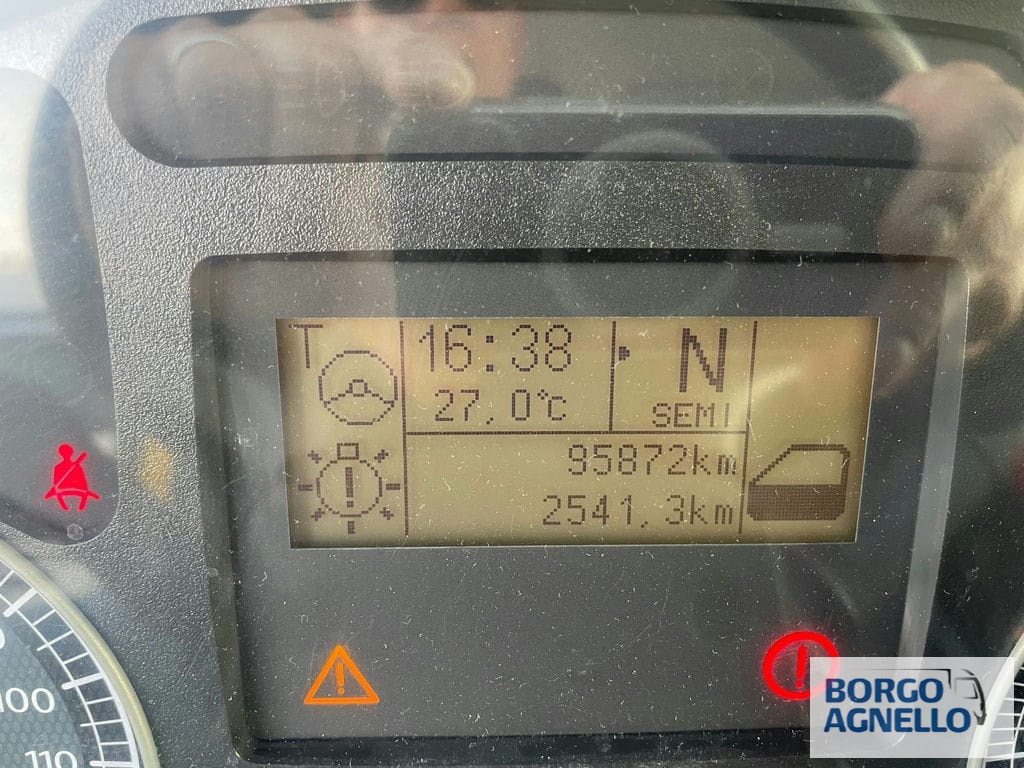 T
16:38
27,0℃
N
SEMI
95872km
2541,3km
100
110
BORGO
AGNELLO